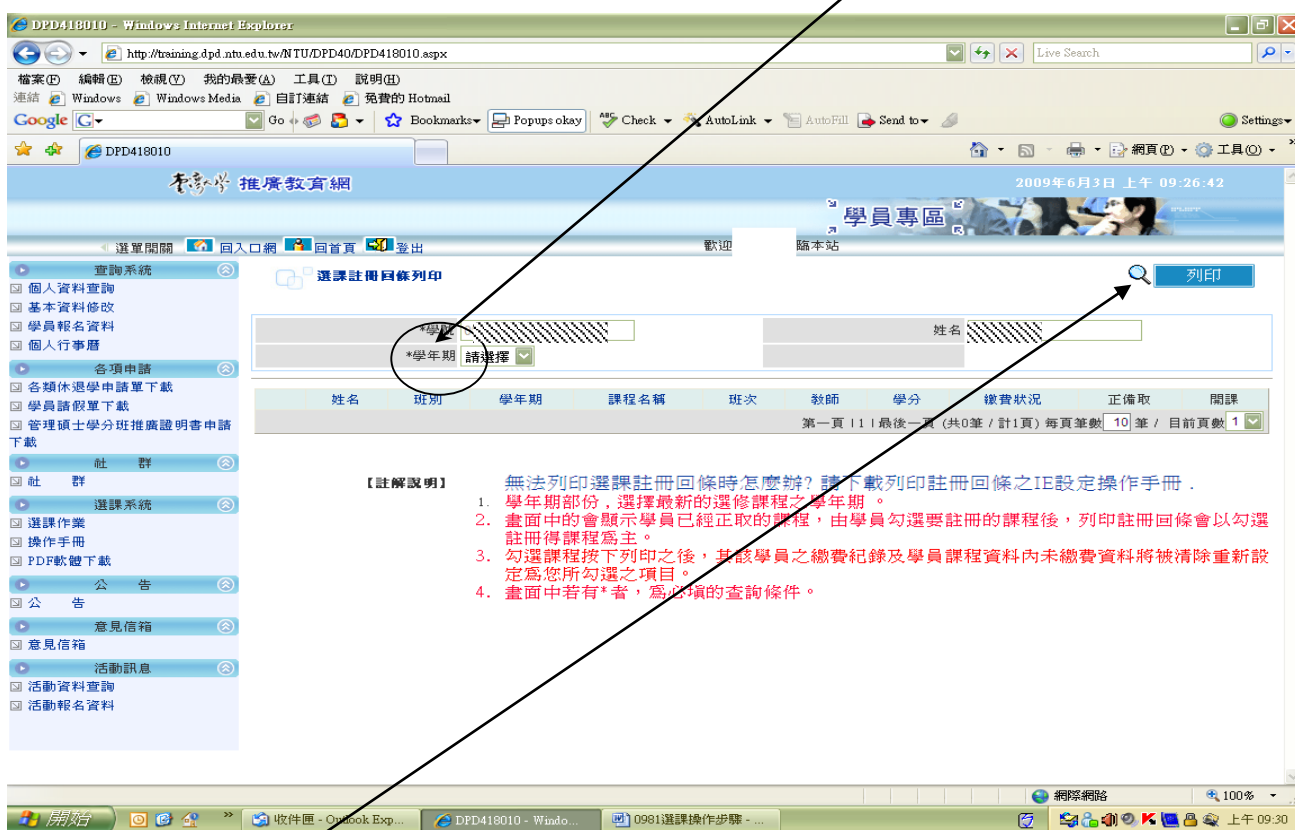 DPD418010 - Windows Internet Explorer
http://training.dpd.ntu.edu.tw/NTU/DPD40/DPD418010.aspx
Live Search
檔案(F) 編輯(E) 檢視(V) 我的最愛(A) 工具(T) 說明(H)
連結 Windows Windows Media 自訂連結 免費的 Hotmail
Google G Go Bookmarks Popups okay Check AutoLink AutoFill Send to Settings
DPD418010 網頁(P) 工具(O)
推廣教育網 2009年6月3日 上午 09:26:42
學員專區
選單開關 回入口網 回首頁 登出 歡迎 臨本站
查詢系統
個人資料查詢
基本資料修改
學員報名資料
個人行事曆
各項申請
各類休退學申請單下載
學員請假單下載
管理碩士學分班推廣證明書申請
下載
社 群
社 群
選課系統
選課作業
操作手冊
PDF軟體下載
公 告
公 告
意見信箱
意見信箱
活動訊息
活動資料查詢
活動報名資料
選課註冊回條列印 列印
*學號 姓名
*學年期 請選擇
姓名 班別 學年期 課程名稱 班次 教師 學分 繳費狀況 正備取 開課
第一頁 | 1 | 最後一頁 (共0筆 / 計1頁) 每頁筆數 10 筆 / 目前頁數 1
【註解說明】 無法列印選課註冊回條時怎麼辦? 請下載列印註冊回條之IE設定操作手冊 .
1. 學年期部份,選擇最新的選修課程之學年期 。
2. 畫面中的會顯示學員已經正取的課程,由學員勾選要註冊的課程後,列印註冊回條會以勾選
註冊得課程為主。
3. 勾選課程按下列印之後,其該學員之繳費紀錄及學員課程資料內未繳費資料將被清除重新設
定為您所勾選之項目。
4. 畫面中若有*者,為必填的查詢條件。
網際網路 100%
開始 收件匣 - Outlook Exp... DPD418010 - Windo... 0981選課操作步驟 - ... 上午 09:30